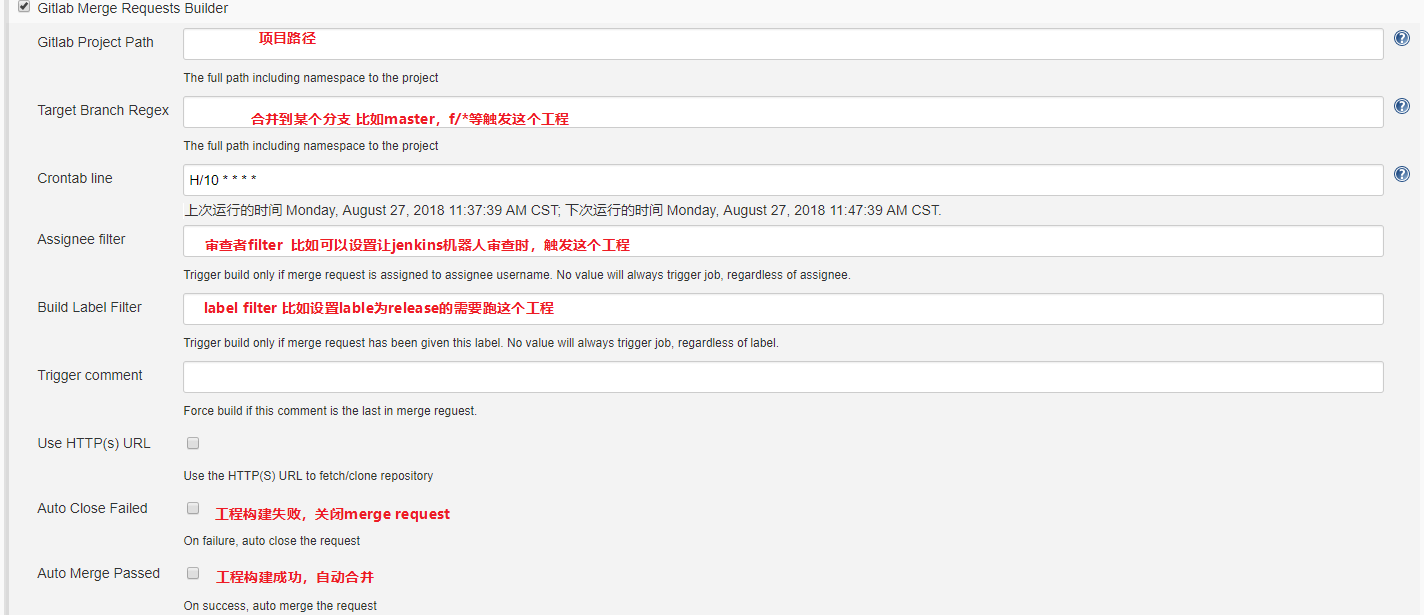 Gitlab Merge Requests Builder
Gitlab Project Path
项目路径
The full path including namespace to the project
Target Branch Regex
合并到某个分支 比如master，f/*等触发这个工程
The full path including namespace to the project
Crontab line
H/10 * * * *
上次运行的时间 Monday, August 27, 2018 11:37:39 AM CST; 下次运行的时间 Monday, August 27, 2018 11:47:39 AM CST.
Assignee filter
审查者filter 比如可以设置让jenkins机器人审查时，触发这个工程
Trigger build only if merge request is assigned to assignee username. No value will always trigger job, regardless of assignee.
Build Label Filter
label filter 比如设置lable为release的需要跑这个工程
Trigger build only if merge request has been given this label. No value will always trigger job, regardless of label.
Trigger comment
Force build if this comment is the last in merge reguest.
Use HTTP(s) URL
Use the HTTP(S) URL to fetch/clone repository
Auto Close Failed
工程构建失败，关闭merge request
On failure, auto close the request
Auto Merge Passed
工程构建成功，自动合并
On success, auto merge the request